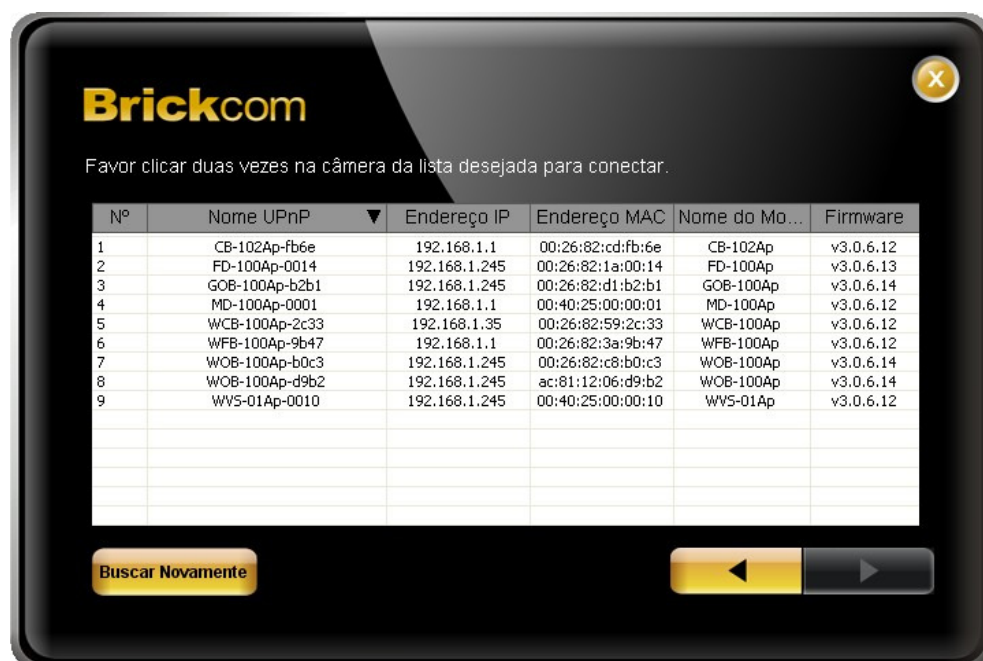 Brickcom
Favor clicar duas vezes na câmera da lista desejada para conectar.
Nº Nome UPnP Endereço IP Endereço MAC Nome do Mo... Firmware
1 CB-102Ap-fb6e 192.168.1.1 00:26:82:cd:fb:6e CB-102Ap v3.0.6.12
2 FD-100Ap-0014 192.168.1.245 00:26:82:1a:00:14 FD-100Ap v3.0.6.13
3 GOB-100Ap-b2b1 192.168.1.245 00:26:82:d1:b2:b1 GOB-100Ap v3.0.6.14
4 MD-100Ap-0001 192.168.1.1 00:40:25:00:00:01 MD-100Ap v3.0.6.12
5 WCB-100Ap-2c33 192.168.1.35 00:26:82:59:2c:33 WCB-100Ap v3.0.6.12
6 WFB-100Ap-9b47 192.168.1.1 00:26:82:3a:9b:47 WFB-100Ap v3.0.6.12
7 WOB-100Ap-b0c3 192.168.1.245 00:26:82:c8:b0:c3 WOB-100Ap v3.0.6.14
8 WOB-100Ap-d9b2 192.168.1.245 ac:81:12:06:d9:b2 WOB-100Ap v3.0.6.14
9 WVS-01Ap-0010 192.168.1.245 00:40:25:00:00:10 WVS-01Ap v3.0.6.12
Buscar Novamente